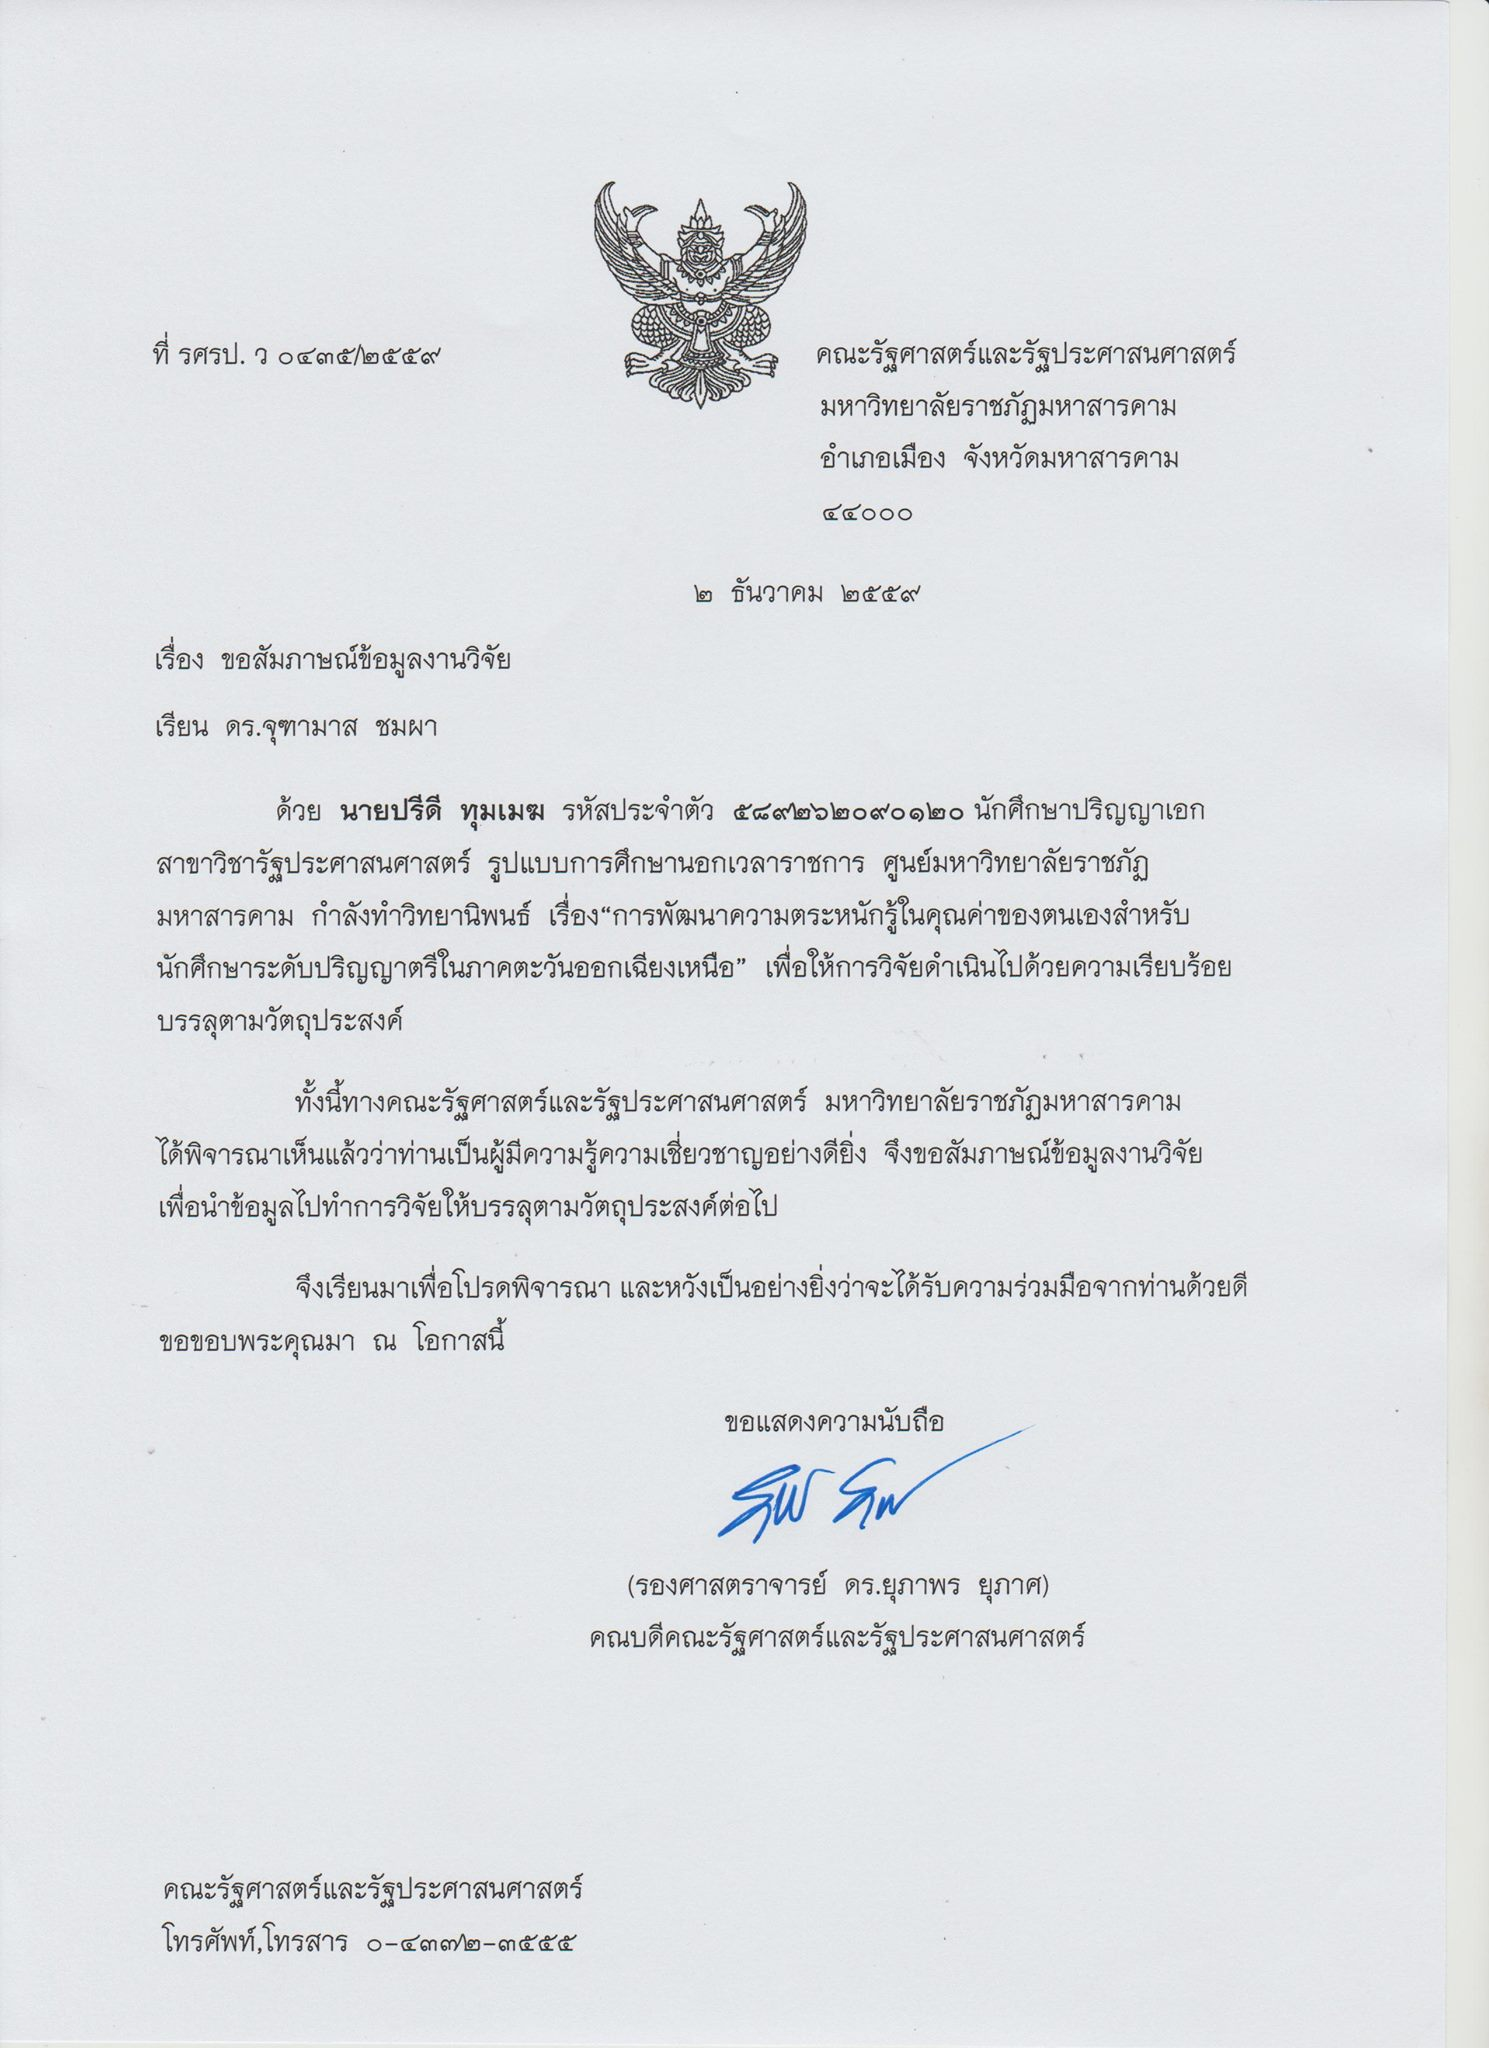 ที่ รศรป. ว ๐๔๓๕/๒๕๕๙
คณะรัฐศาสตร์และรัฐประศาสนศาสตร์
มหาวิทยาลัยราชภัฏมหาสารคาม
อำเภอเมือง จังหวัดมหาสารคาม
๔๔๐๐๐
๒ ธันวาคม ๒๕๕๙
เรื่อง ขอสัมภาษณ์ข้อมูลงานวิจัย
เรียน ดร.จุฑามาส ชมผา
ด้วย นายปรีดี ทุมเมฆ รหัสประจำตัว ๕๘๙๒๖๒๐๙๐๑๒๐ นักศึกษาปริญญาเอก
สาขาวิชารัฐประศาสนศาสตร์ รูปแบบการศึกษานอกเวลาราชการ ศูนย์มหาวิทยาลัยราชภัฏ
มหาสารคาม กำลังทำวิทยานิพนธ์ เรื่อง“การพัฒนาความตระหนักรู้ในคุณค่าของตนเองสำหรับ
นักศึกษาระดับปริญญาตรีในภาคตะวันออกเฉียงเหนือ” เพื่อให้การวิจัยดำเนินไปด้วยความเรียบร้อย
บรรลุตามวัตถุประสงค์
ทั้งนี้ทางคณะรัฐศาสตร์และรัฐประศาสนศาสตร์ มหาวิทยาลัยราชภัฏมหาสารคาม
ได้พิจารณาเห็นแล้วว่าท่านเป็นผู้มีความรู้ความเชี่ยวชาญอย่างดียิ่ง จึงขอสัมภาษณ์ข้อมูลงานวิจัย
เพื่อนำข้อมูลไปทำการวิจัยให้บรรลุตามวัตถุประสงค์ต่อไป
จึงเรียนมาเพื่อโปรดพิจารณา และหวังเป็นอย่างยิ่งว่าจะได้รับความร่วมมือจากท่านด้วยดี
ขอขอบพระคุณมา ณ โอกาสนี้
ขอแสดงความนับถือ
(รองศาสตราจารย์ ดร.ยุภาพร ยุภาศ)
คณบดีคณะรัฐศาสตร์และรัฐประศาสนศาสตร์
คณะรัฐศาสตร์และรัฐประศาสนศาสตร์
โทรศัพท์,โทรสาร ๐-๔๓๗๒-๓๕๕๕